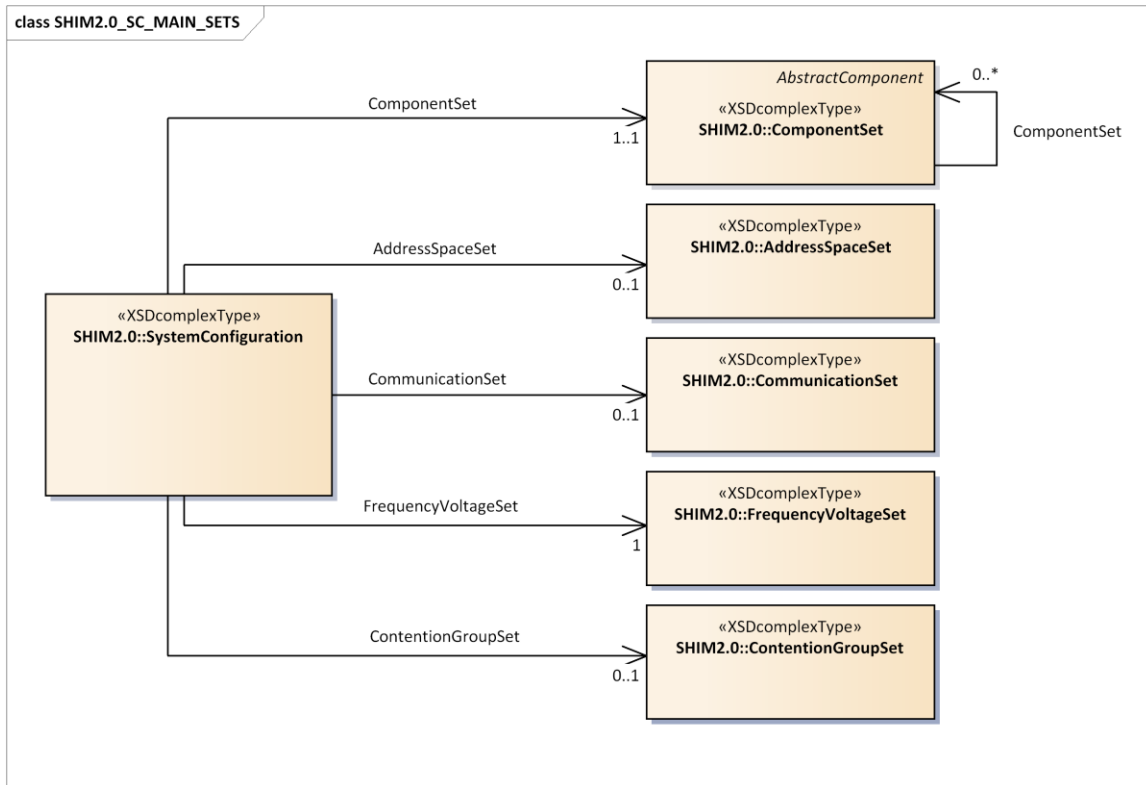 class SHIM2.0_SC_MAIN_SETS
AbstractComponent
«XSDcomplexType»
SHIM2.0::ComponentSet
0..*
ComponentSet
ComponentSet
1..1
«XSDcomplexType»
SHIM2.0::AddressSpaceSet
AddressSpaceSet
0..1
«XSDcomplexType»
SHIM2.0::SystemConfiguration
«XSDcomplexType»
SHIM2.0::CommunicationSet
CommunicationSet
0..1
«XSDcomplexType»
SHIM2.0::FrequencyVoltageSet
FrequencyVoltageSet
1
«XSDcomplexType»
SHIM2.0::ContentionGroupSet
ContentionGroupSet
0..1